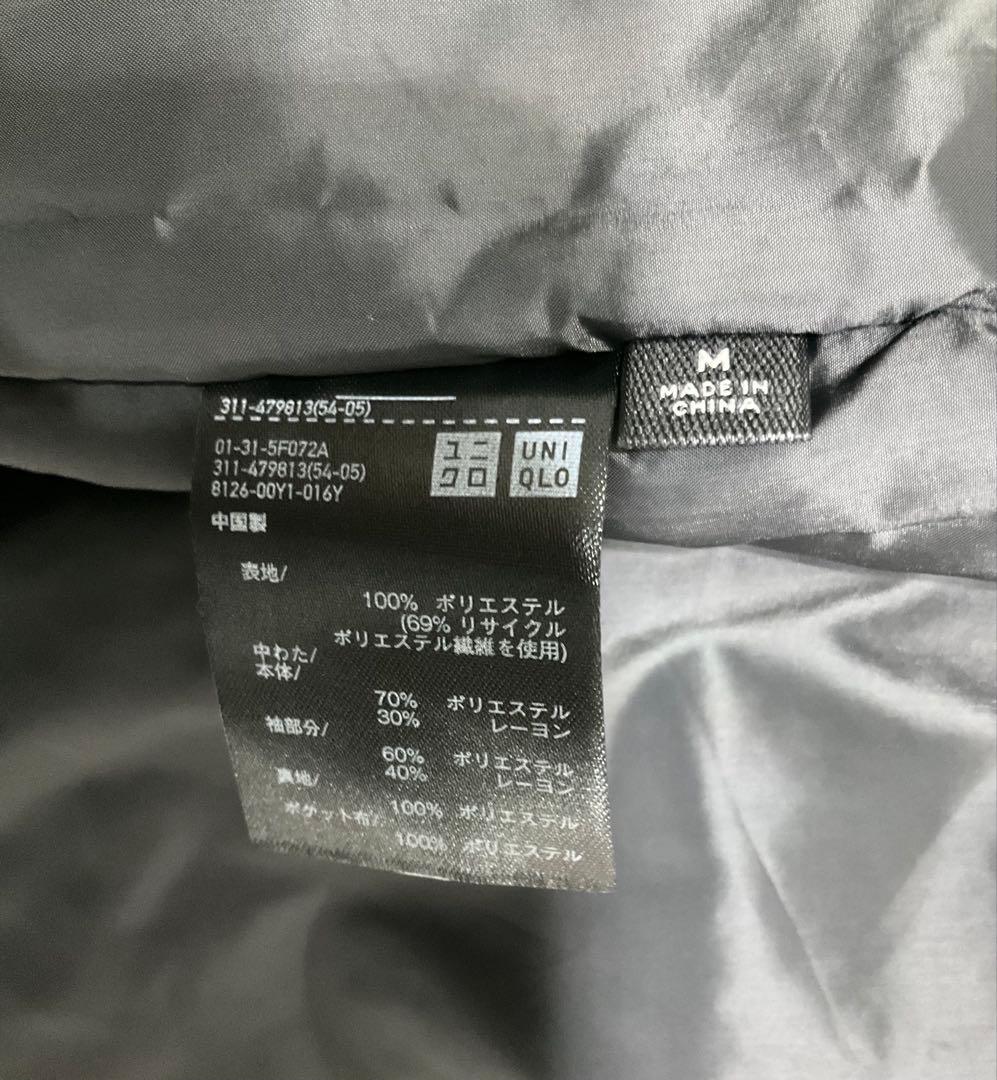 311-479813(54-05)
01-31-5F072A
311-479813(54-05)
8126-00Y1-016Y
中国製
ユニ
クロ
UNI
QLO
表地/
100% ポリエステル
(69% リサイクル
ポリエステル繊維を使用)
中わた/
本体/
70% ポリエステル
30% レーヨン
袖部分/
60% ポリエステル
40% レーヨン
裏地/
100% ポリエステル
ポケット布/
100% ポリエステル
M
MADE IN
CHINA